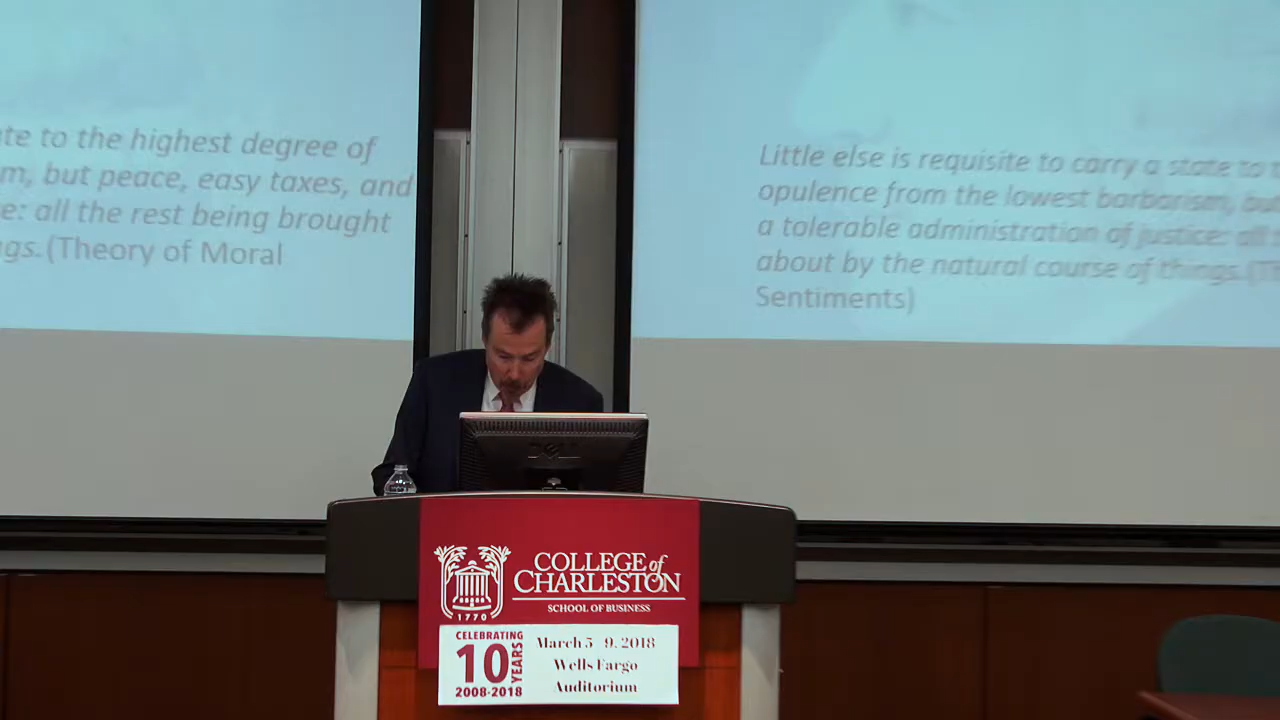 te to the highest degree of
m, but peace, easy taxes, and
e: all the rest being brought
gs.(Theory of Moral
Little else is requisite to carry a state to t
opulence from the lowest barbarism, but
a tolerable administration of justice: all
about by the natural course of things.(T
Sentiments)
DELL
COLLEGE of
CHARLESTON
SCHOOL OF BUSINESS
1770
CELEBRATING
10 YEARS
2008-2018
March 5-9, 2018
Wells Fargo
Auditorium